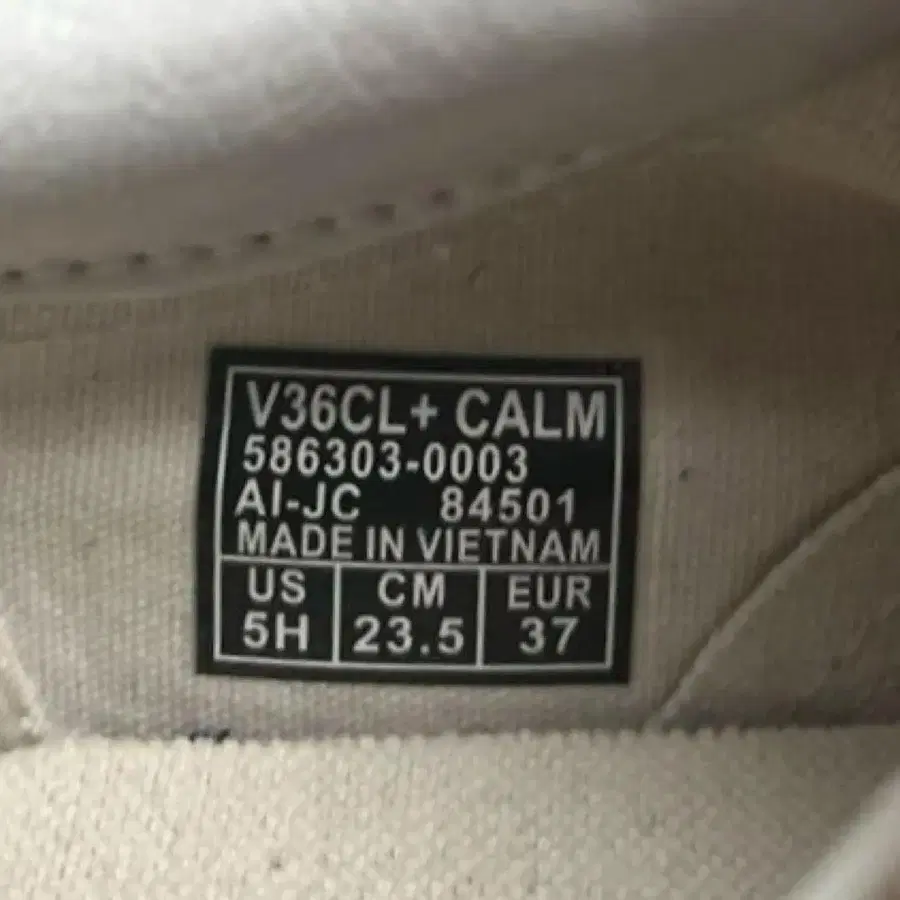 V36CL+ CALM
586303-0003
AI-JC 84501
MADE IN VIETNAM
US CM EUR
5H 23.5 37